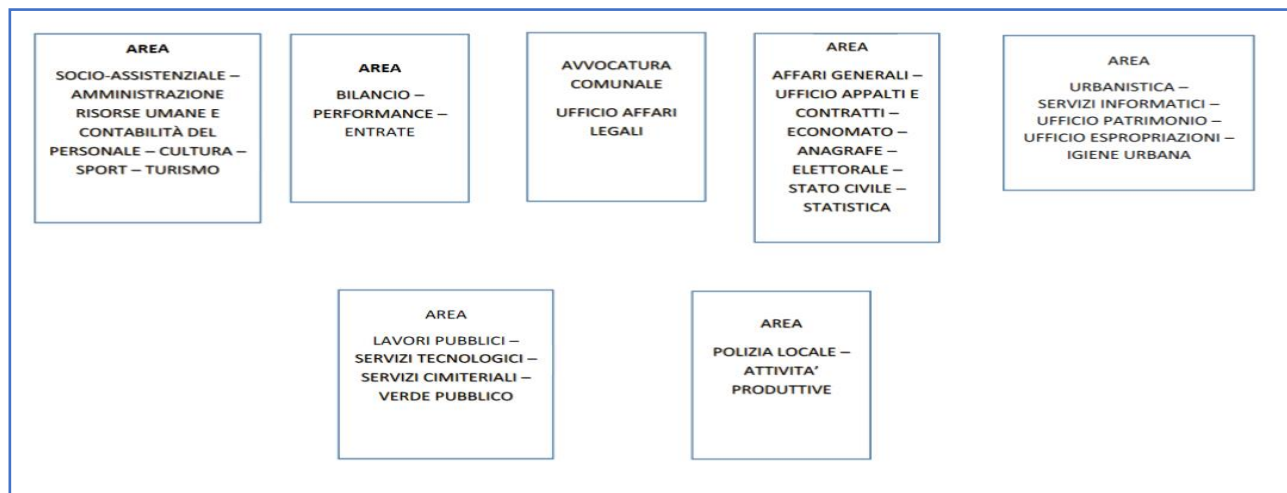 AREA
SOCIO-ASSISTENZIALE –
AMMINISTRAZIONE
RISORSE UMANE E
CONTABILITÀ DEL
PERSONALE – CULTURA –
SPORT – TURISMO
AREA
BILANCIO –
PERFORMANCE –
ENTRATE
AVVOCATURA
COMUNALE
UFFICIO AFFARI
LEGALI
AREA
AFFARI GENERALI –
UFFICIO APPALTI E
CONTRATTI –
ECONOMATO –
ANAGRAFE –
ELETTORALE –
STATO CIVILE –
STATISTICA
AREA
URBANISTICA –
SERVIZI INFORMATICI –
UFFICIO PATRIMONIO –
UFFICIO ESPROPRIAZIONI –
IGIENE URBANA
AREA
LAVORI PUBBLICI –
SERVIZI TECNOLOGICI –
SERVIZI CIMITERIALI –
VERDE PUBBLICO
AREA
POLIZIA LOCALE –
ATTIVITA’
PRODUTTIVE